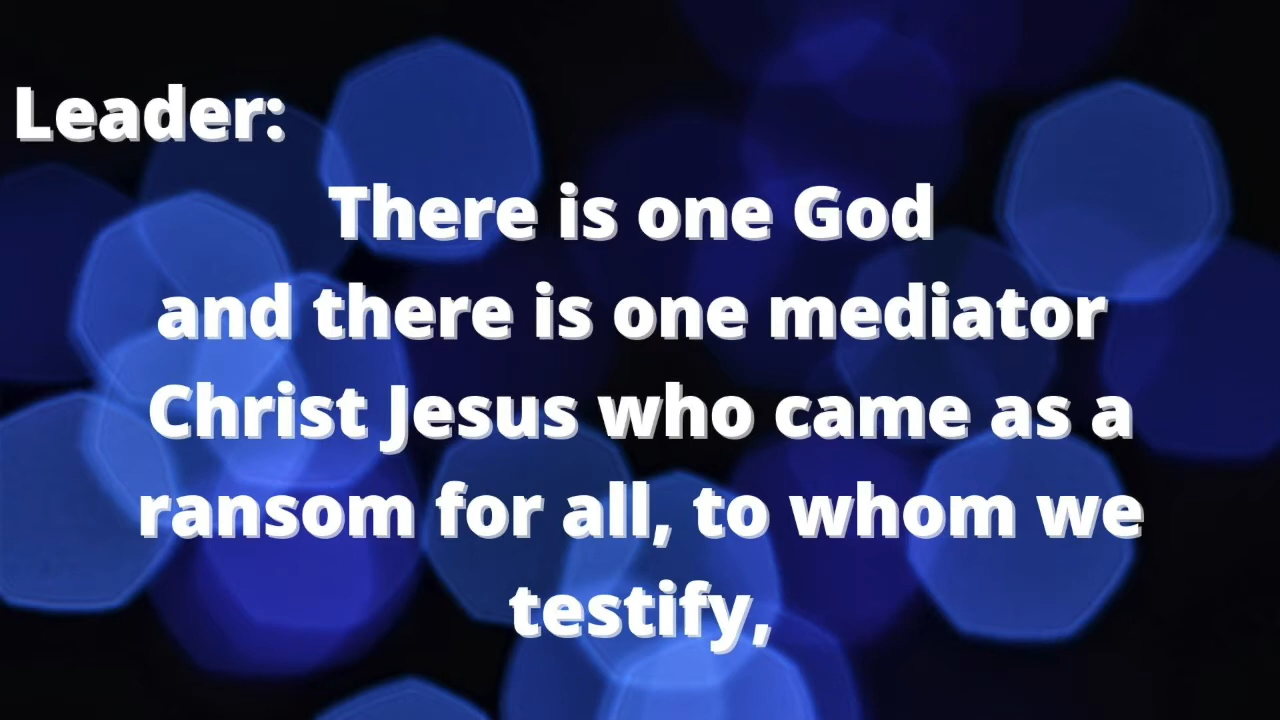 Leader:
There is one God
and there is one mediator
Christ Jesus who came as a
ransom for all, to whom we
testify,